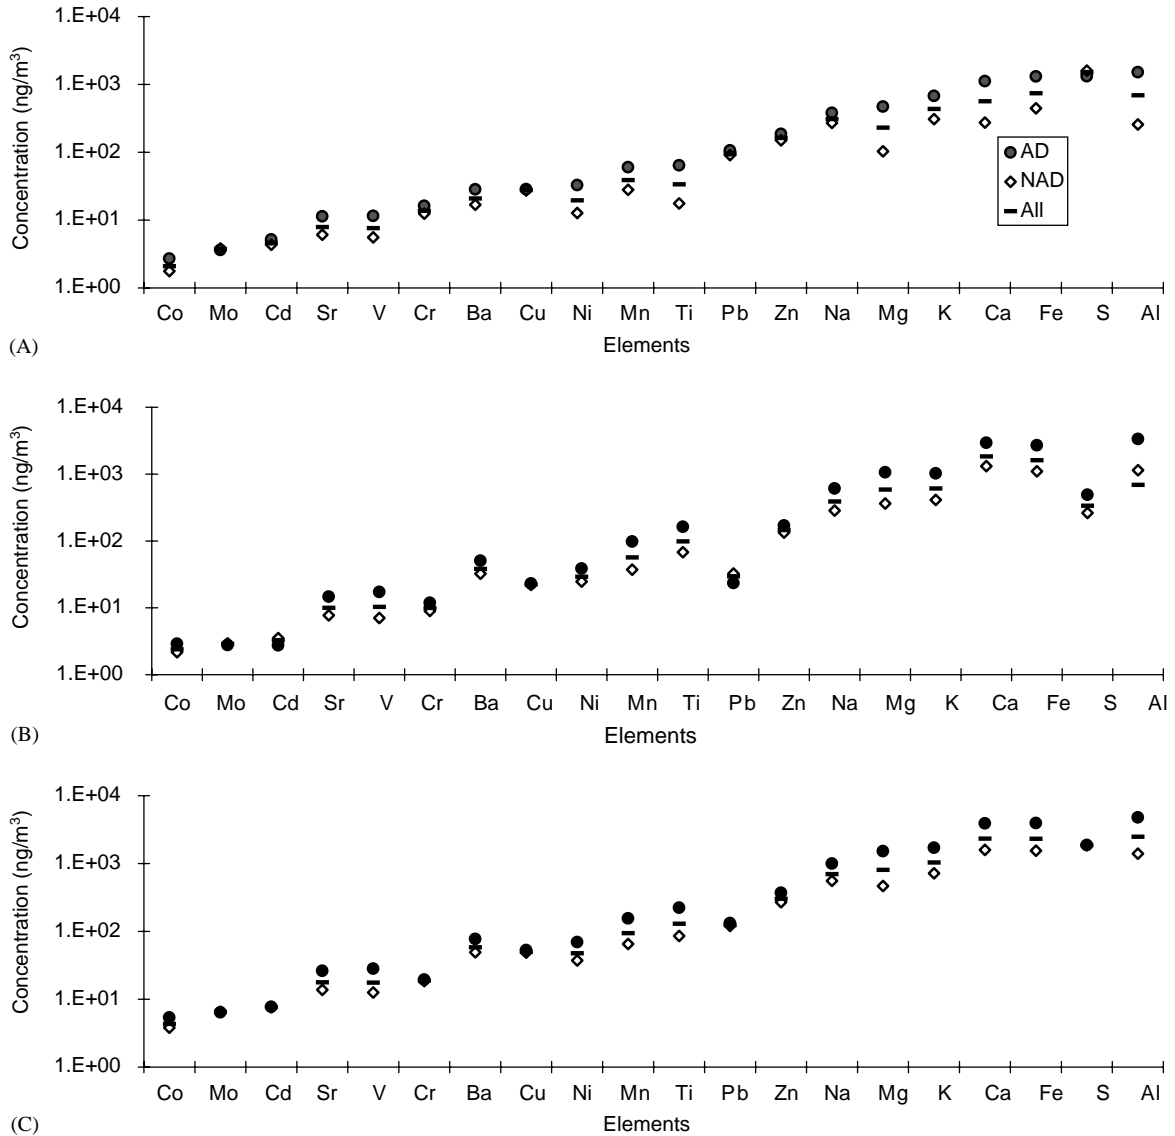 1.E+04
1.E+03
1.E+02
1.E+01
1.E+00
Concentration (ng/m³)
AD
NAD
All
Co Mo Cd Sr V Cr Ba Cu Ni Mn Ti Pb Zn Na Mg K Ca Fe S Al
(A)
Elements
1.E+04
1.E+03
1.E+02
1.E+01
1.E+00
Concentration (ng/m³)
Co Mo Cd Sr V Cr Ba Cu Ni Mn Ti Pb Zn Na Mg K Ca Fe S Al
(B)
Elements
1.E+04
1.E+03
1.E+02
1.E+01
1.E+00
Concentration (ng/m³)
Co Mo Cd Sr V Cr Ba Cu Ni Mn Ti Pb Zn Na Mg K Ca Fe S Al
(C)
Elements